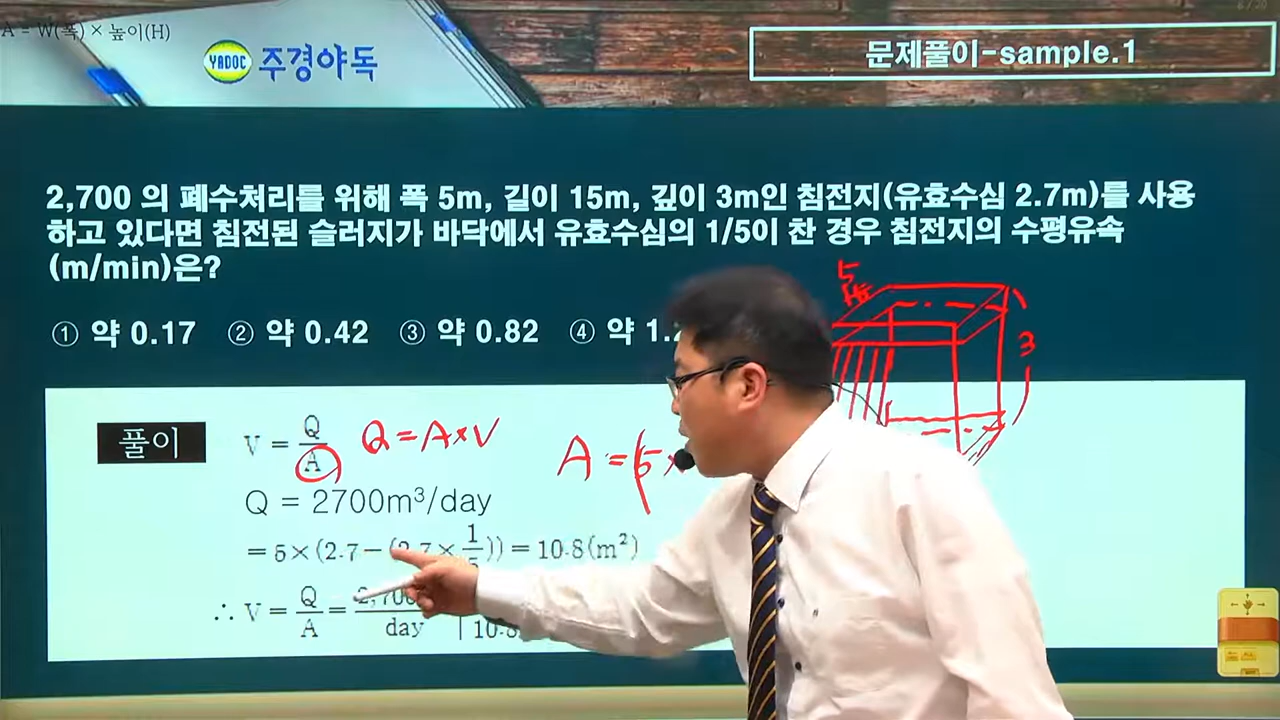 A = W(폭) × 높이(H)
YADOC 주경야독
문제풀이-sample.1
2,700 의 폐수처리를 위해 폭 5m, 길이 15m, 깊이 3m인 침전지(유효수심 2.7m)를 사용
하고 있다면 침전된 슬러지가 바닥에서 유효수심의 1/5이 찬 경우 침전지의 수평유속
(m/min)은?
① 약 0.17 ② 약 0.42 ③ 약 0.82 ④ 약 1.2
5
3
풀이 V = Q/A Q = A×V A = (5×
Q = 2700m³/day
= 5×(2.7−(2.7×1/5)) = 10.8(m²)
∴ V = Q/A = 2,700 / day | 10.8